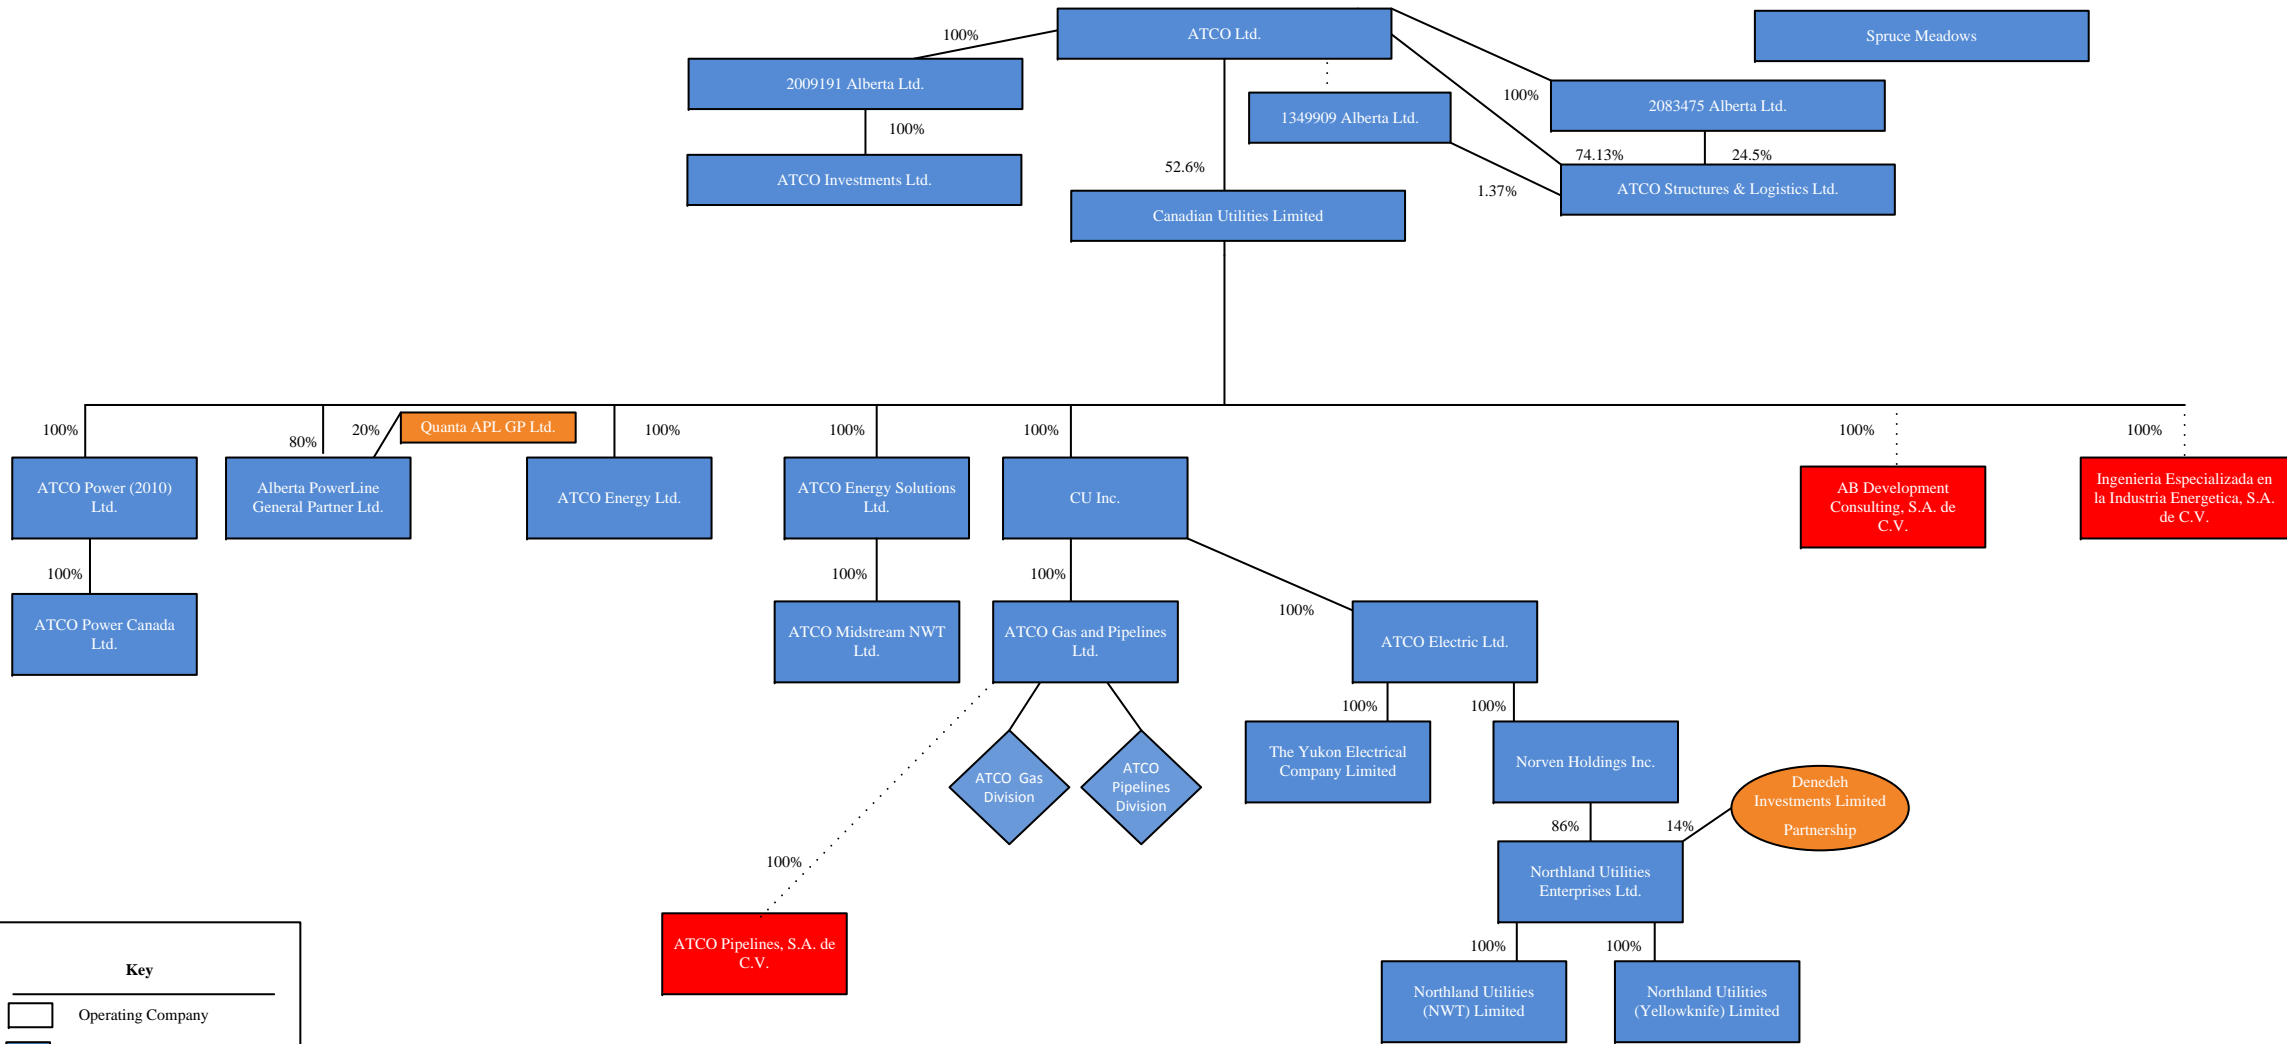 ATCO Ltd.
Spruce Meadows
100%
2009191 Alberta Ltd.
100%
2083475 Alberta Ltd.
1349909 Alberta Ltd.
100%
74.13%
24.5%
52.6%
ATCO Investments Ltd.
1.37%
ATCO Structures & Logistics Ltd.
Canadian Utilities Limited
100%
80%
20%
Quanta APL GP Ltd.
100%
100%
100%
100%
100%
ATCO Power (2010)
Ltd.
Alberta PowerLine
General Partner Ltd.
ATCO Energy Ltd.
ATCO Energy Solutions
Ltd.
CU Inc.
AB Development
Consulting, S.A. de
C.V.
Ingenieria Especializada en
la Industria Energetica, S.A.
de C.V.
100%
100%
100%
100%
ATCO Power Canada
Ltd.
ATCO Midstream NWT
Ltd.
ATCO Gas and Pipelines
Ltd.
ATCO Electric Ltd.
100%
100%
ATCO  Gas
Division
ATCO
Pipelines
Division
The Yukon Electrical
Company Limited
Norven Holdings Inc.
Denedeh
Investments Limited
Partnership
86%
14%
100%
Northland Utilities
Enterprises Ltd.
ATCO Pipelines, S.A. de
C.V.
100%
100%
Northland Utilities
(NWT) Limited
Northland Utilities
(Yellowknife) Limited
Key
Operating Company